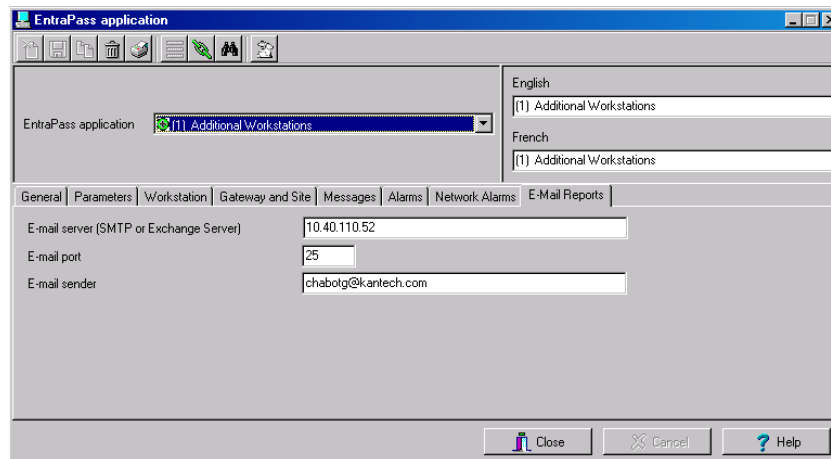 EntraPass application
EntraPass application
(1) Additional Workstations
English
(1) Additional Workstations
French
(1) Additional Workstations
General Parameters Workstation Gateway and Site Messages Alarms Network Alarms E-Mail Reports
E-mail server (SMTP or Exchange Server) 10.40.110.52
E-mail port 25
E-mail sender chabotg@kantech.com
Close Cancel Help